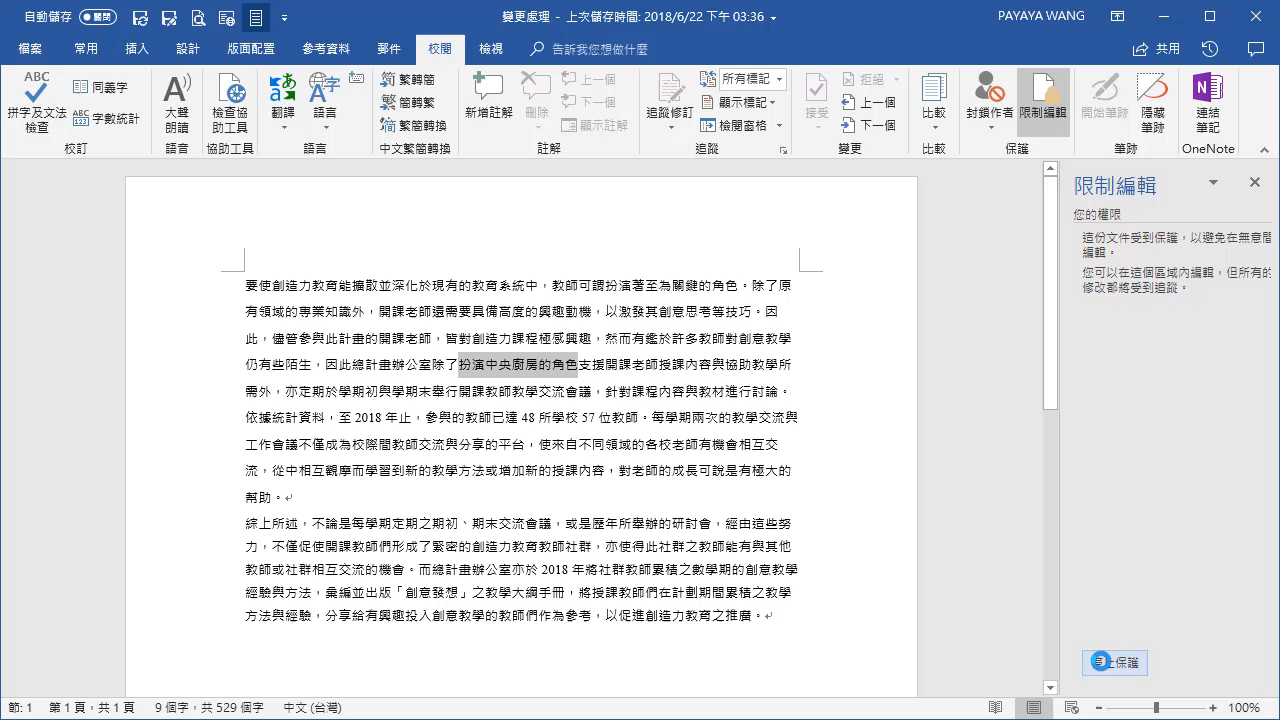 自動儲存 關閉 變更處理 - 上次儲存時間: 2018/6/22 下午 03:36 PAYAYA WANG
檔案 常用 插入 設計 版面配置 參考資料 郵件 校閱 檢視 告訴我您想做什麼 共用
拼字及文法檢查 同義字 字數統計 校訂
大聲朗讀 語音
檢查協助工具 協助工具
翻譯 語言 語言
繁轉簡 簡轉繁 繁簡轉換 中文繁簡轉換
新增註解 刪除 上一個 下一個 顯示註解 註解
追蹤修訂 所有標記 顯示標記 檢閱窗格 追蹤
接受 拒絕 上一個 下一個 變更
比較 比較
封鎖作者 限制編輯 保護
開始筆跡 隱藏筆跡 筆跡
連結筆記 OneNote
要使創造力教育能擴散並深化於現有的教育系統中，教師可謂扮演著至為關鍵的角色。除了原
有領域的專業知識外，開課老師還需要具備高度的興趣動機，以激發其創意思考等技巧。因
此，儘管參與此計畫的開課老師，皆對創造力課程極感興趣，然而有鑑於許多教師對創意教學
仍有些陌生，因此總計畫辦公室除了扮演中央廚房的角色支援開課老師授課內容與協助教學所
需外，亦定期於學期初與學期末舉行開課教師教學交流會議，針對課程內容與教材進行討論。
依據統計資料，至 2018 年止，參與的教師已達 48 所學校 57 位教師。每學期兩次的教學交流與
工作會議不僅成為校際間教師交流與分享的平台，使來自不同領域的各校老師有機會相互交
流，從中相互觀摩而學習到新的教學方法或增加新的授課內容，對老師的成長可說是有極大的
幫助。
綜上所述，不論是每學期定期之期初、期末交流會議，或是歷年所舉辦的研討會，經由這些努
力，不僅促使開課教師們形成了緊密的創造力教育教師社群，亦使得此社群之教師能有與其他
教師或社群相互交流的機會。而總計畫辦公室亦於 2018 年將社群教師累積之數學期的創意教學
經驗與方法，彙編並出版「創意發想」之教學大綱手冊，將授課教師們在計劃期間累積之教學
方法與經驗，分享給有興趣投入創意教學的教師們作為參考，以促進創造力教育之推廣。
限制編輯
您的權限
這份文件受到保護，以避免在無意間
編輯。
您可以在這個區域內編輯，但所有的
修改都將受到追蹤。
上保護
節: 1 第 1 頁，共 1 頁 9 個字，共 529 個字 中文 (台灣) 100%